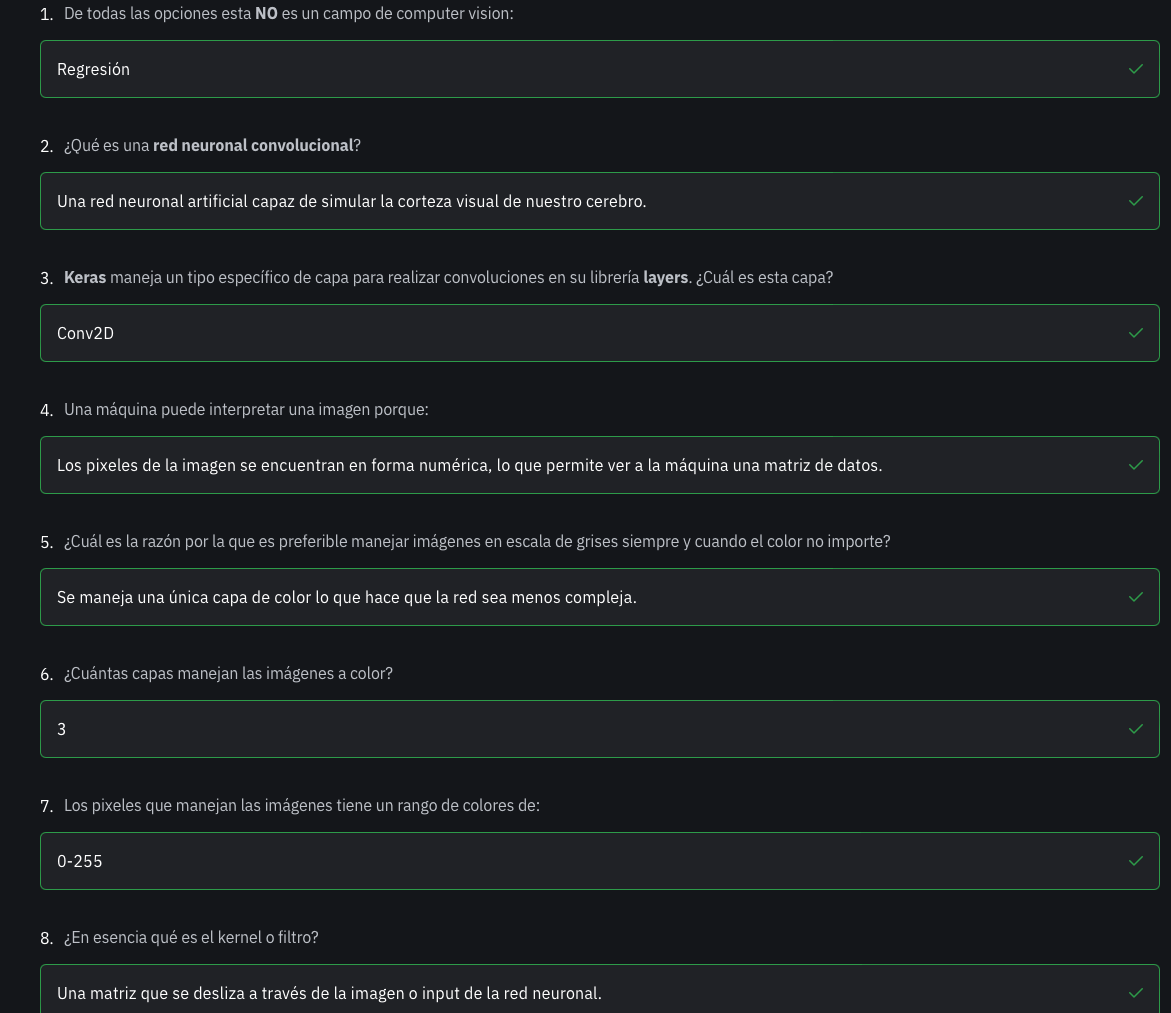 1. De todas las opciones esta NO es un campo de computer vision:
Regresión
2. ¿Qué es una red neuronal convolucional?
Una red neuronal artificial capaz de simular la corteza visual de nuestro cerebro.
3. Keras maneja un tipo específico de capa para realizar convoluciones en su librería layers. ¿Cuál es esta capa?
Conv2D
4. Una máquina puede interpretar una imagen porque:
Los pixeles de la imagen se encuentran en forma numérica, lo que permite ver a la máquina una matriz de datos.
5. ¿Cuál es la razón por la que es preferible manejar imágenes en escala de grises siempre y cuando el color no importe?
Se maneja una única capa de color lo que hace que la red sea menos compleja.
6. ¿Cuántas capas manejan las imágenes a color?
3
7. Los pixeles que manejan las imágenes tiene un rango de colores de:
0-255
8. ¿En esencia qué es el kernel o filtro?
Una matriz que se desliza a través de la imagen o input de la red neuronal.